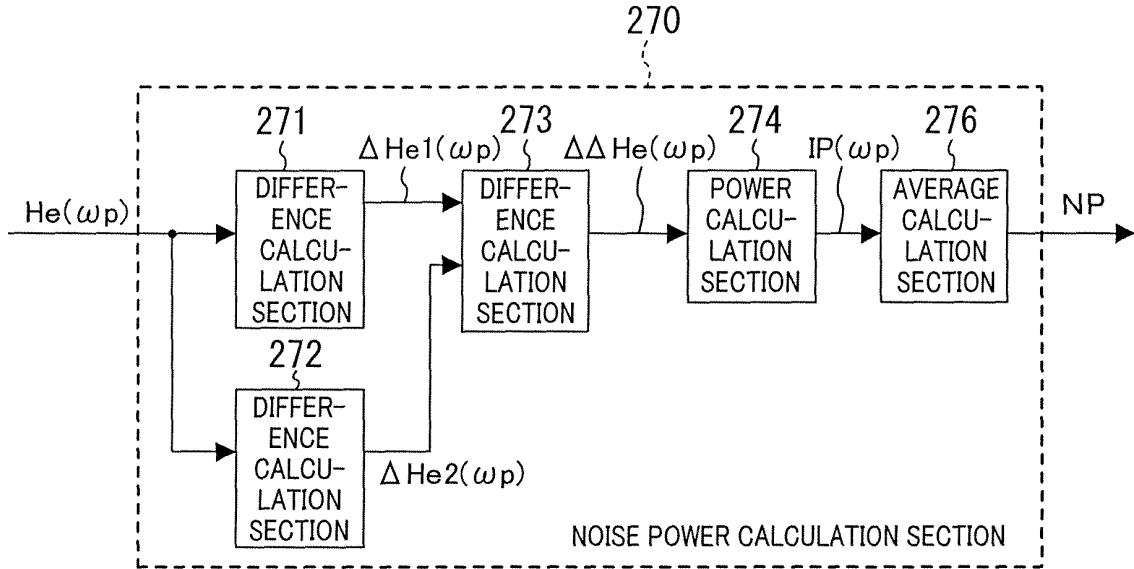 270
271
273
274
276
ΔHe1(ωp)
ΔΔHe(ωp)
IP(ωp)
He(ωp)
DIFFER-
ENCE
CALCU-
LATION
SECTION
DIFFER-
ENCE
CALCU-
LATION
SECTION
POWER
CALCU-
LATION
SECTION
AVERAGE
CALCU-
LATION
SECTION
NP
272
DIFFER-
ENCE
CALCU-
LATION
SECTION
ΔHe2(ωp)
NOISE POWER CALCULATION SECTION